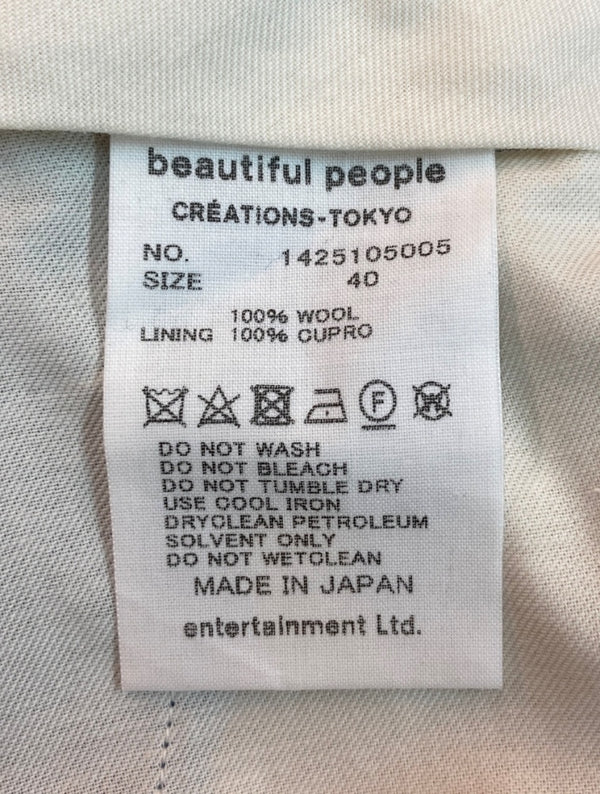 beautiful people
CRÉATIONS-TOKYO
NO. 1425105005
SIZE 40
100% WOOL
LINING 100% CUPRO
F W
DO NOT WASH
DO NOT BLEACH
DO NOT TUMBLE DRY
USE COOL IRON
DRYCLEAN PETROLEUM
SOLVENT ONLY
DO NOT WETCLEAN
MADE IN JAPAN
entertainment Ltd.